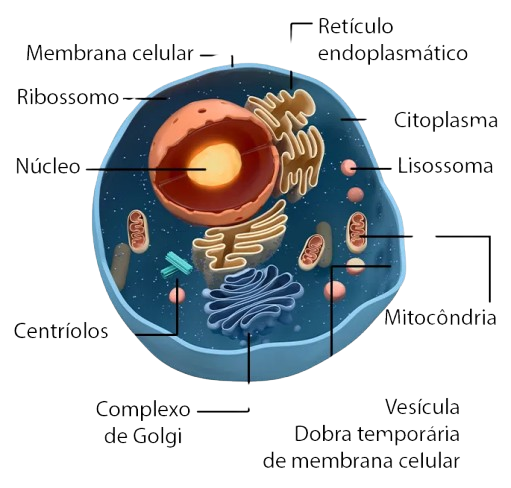 Retículo
endoplasmático
Membrana celular
Ribossomo
Citoplasma
Núcleo
Lisossoma
Mitocôndria
Centríolos
Complexo
de Golgi
Vesícula
Dobra temporária
de membrana celular